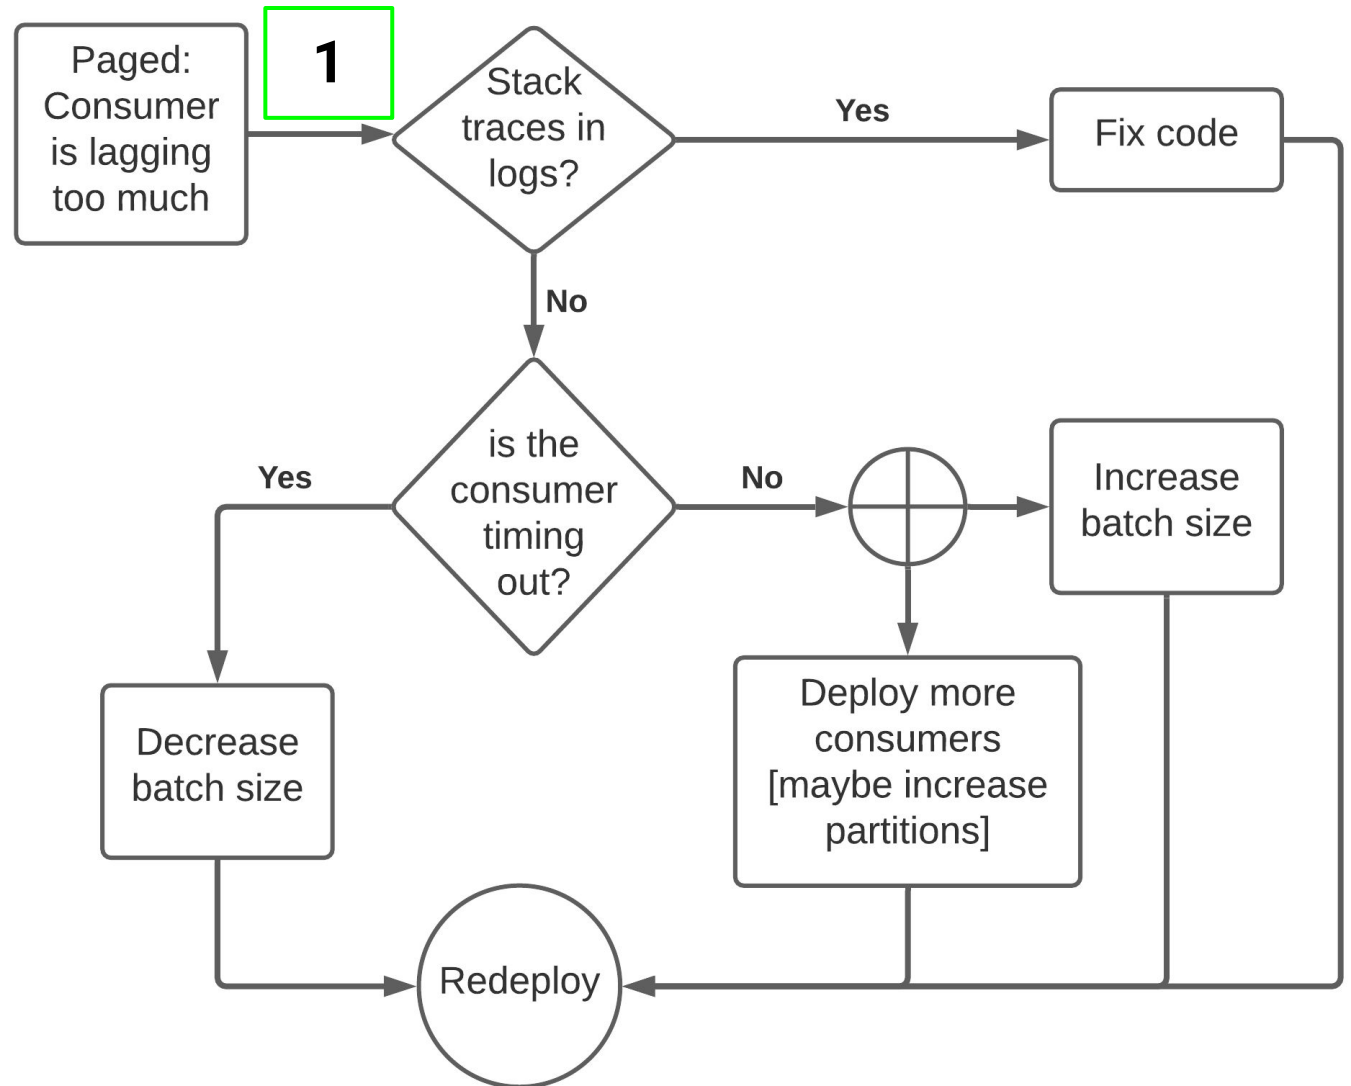 Paged:
Consumer
is lagging
too much
1
Stack
traces in
logs?
Yes
Fix code
No
is the
consumer
timing
out?
Yes
No
Increase
batch size
Decrease
batch size
Deploy more
consumers
[maybe increase
partitions]
Redeploy